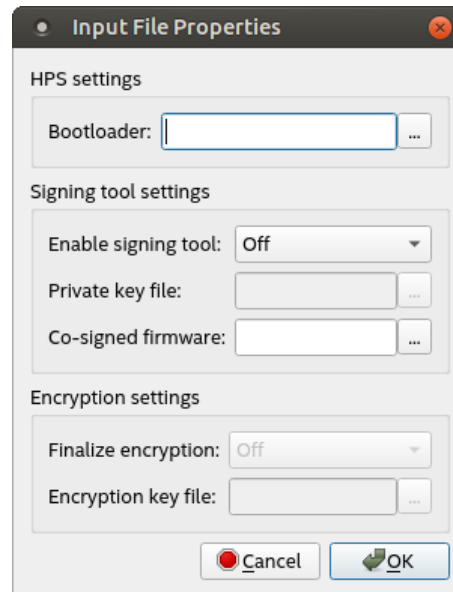 Input File Properties
HPS settings
Bootloader:
...
Signing tool settings
Enable signing tool: Off
Private key file:
...
Co-signed firmware:
...
Encryption settings
Finalize encryption: Off
Encryption key file:
...
Cancel OK